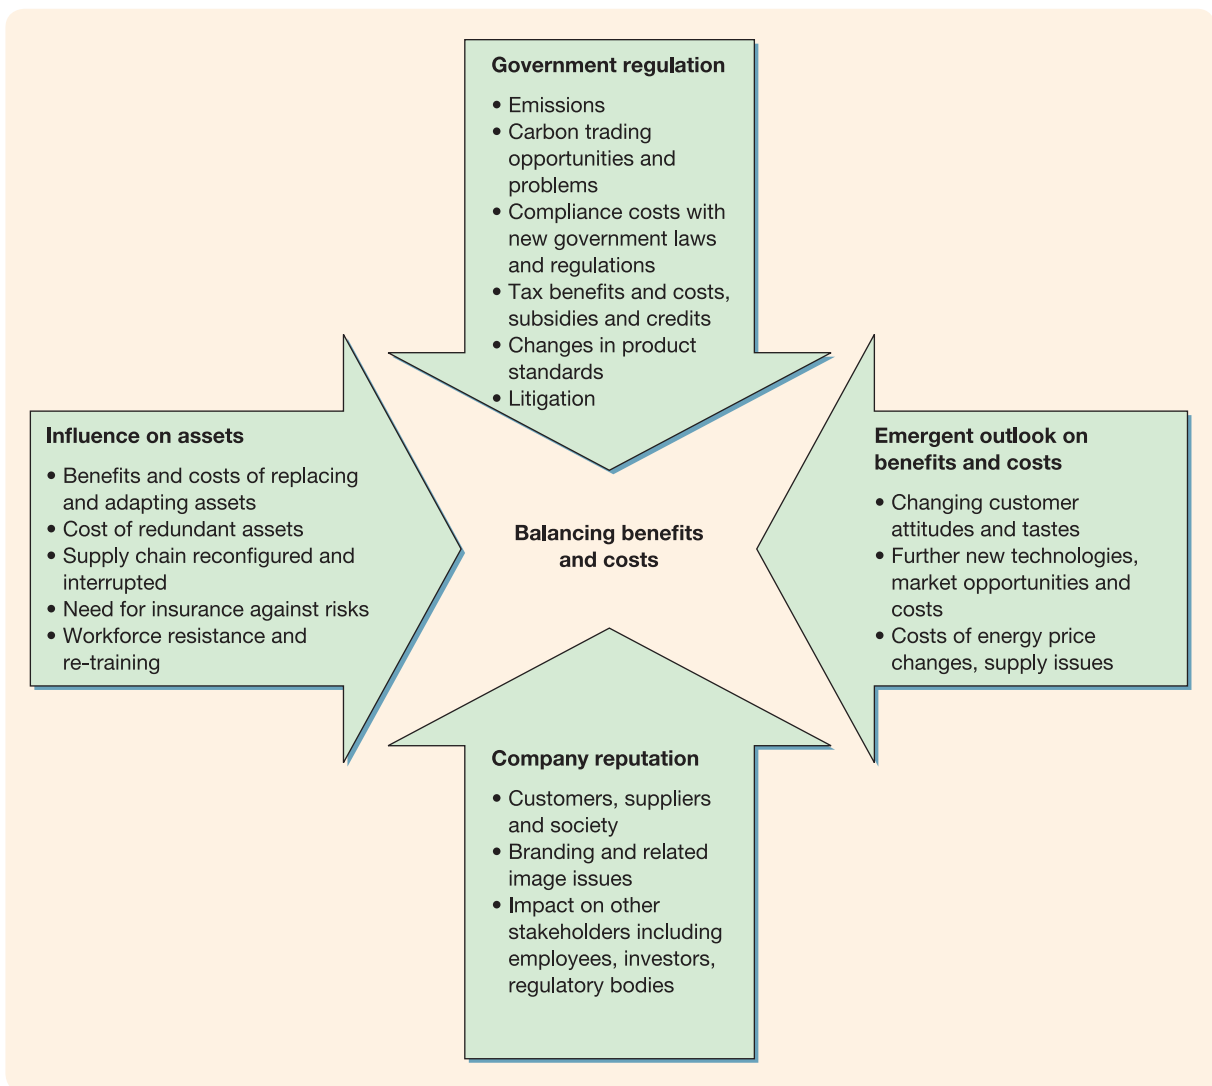 Government regulation
• Emissions
• Carbon trading
opportunities and
problems
• Compliance costs with
new government laws
and regulations
• Tax benefits and costs,
subsidies and credits
• Changes in product
standards
• Litigation
Influence on assets
• Benefits and costs of replacing
and adapting assets
• Cost of redundant assets
• Supply chain reconfigured and
interrupted
• Need for insurance against risks
• Workforce resistance and
re-training
Balancing benefits
and costs
Emergent outlook on
benefits and costs
• Changing customer
attitudes and tastes
• Further new technologies,
market opportunities and
costs
• Costs of energy price
changes, supply issues
Company reputation
• Customers, suppliers
and society
• Branding and related
image issues
• Impact on other
stakeholders including
employees, investors,
regulatory bodies